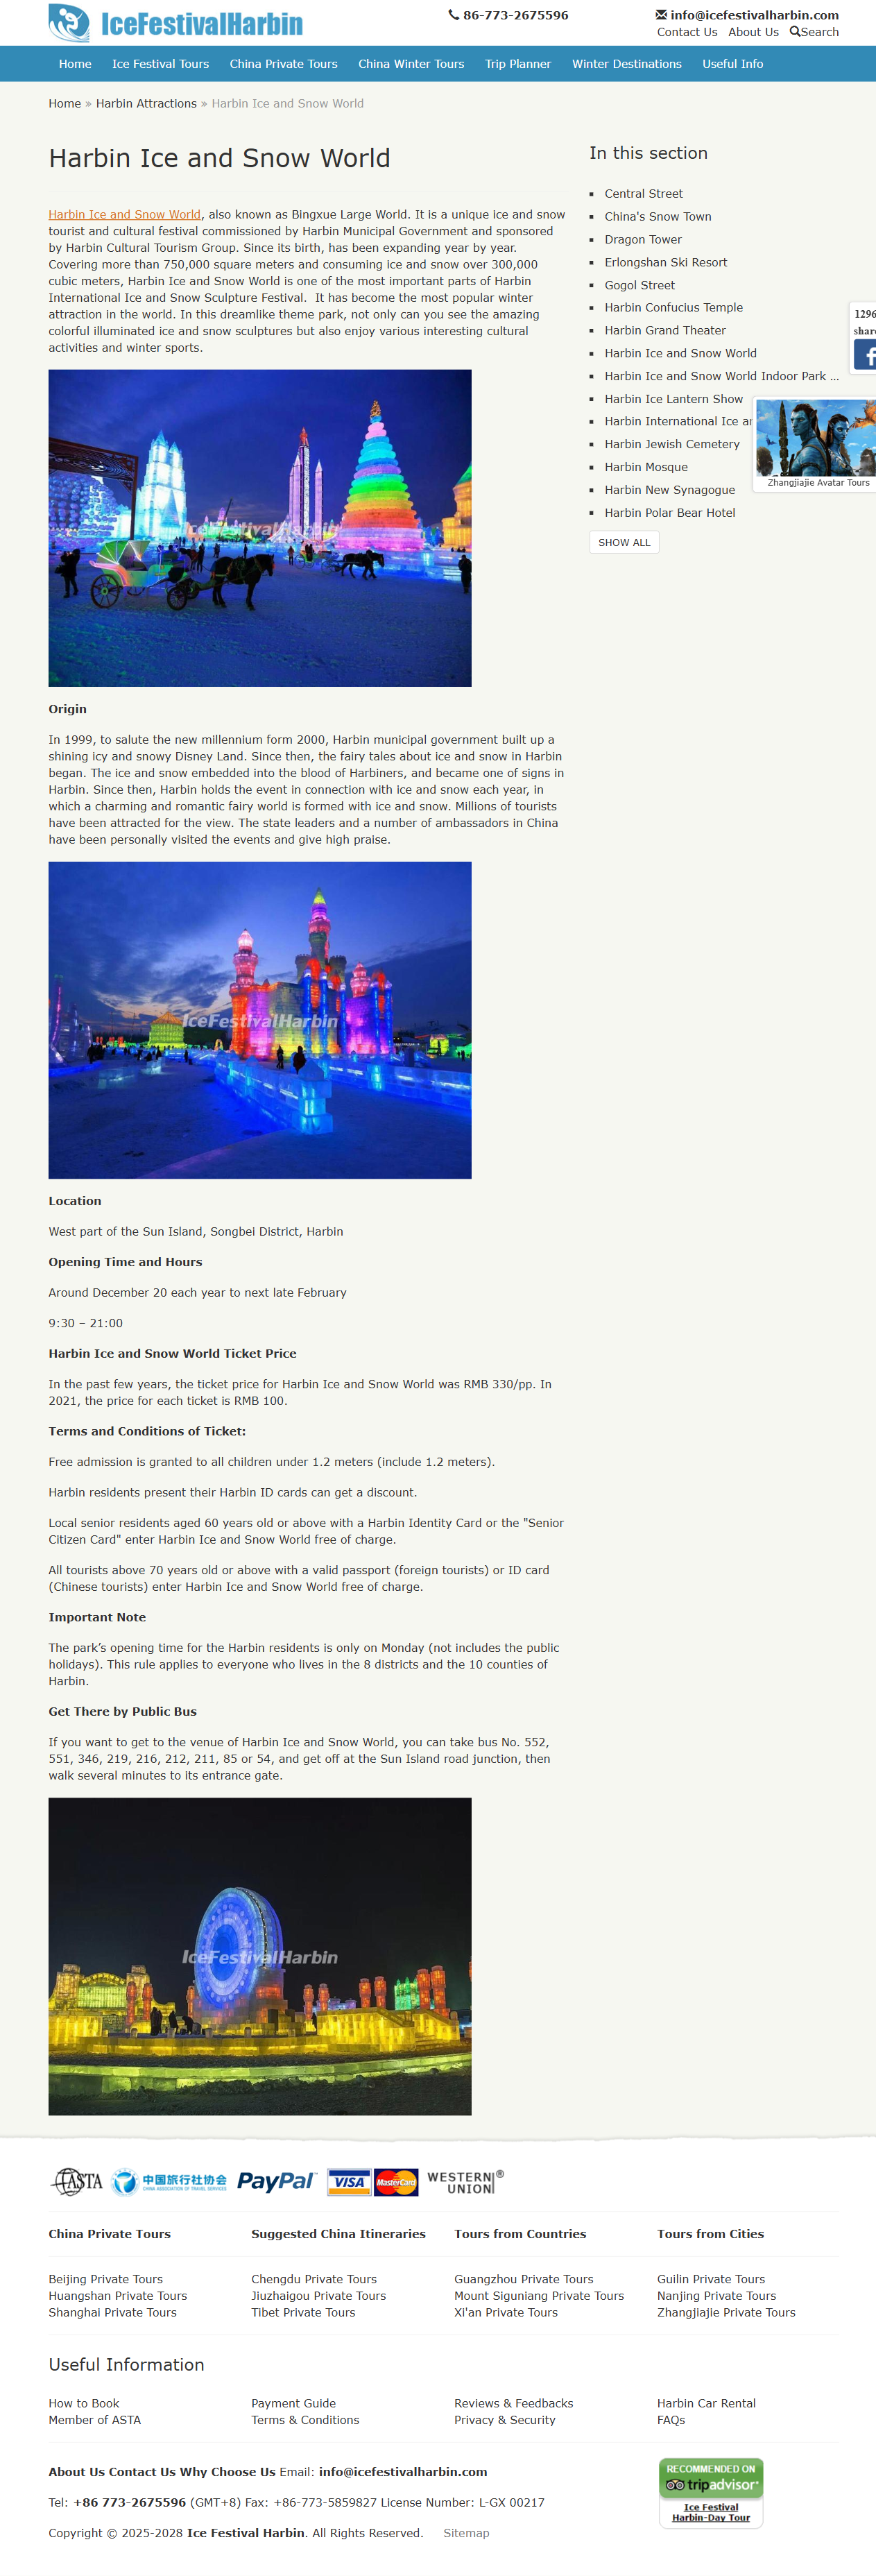 IceFestivalHarbin
86-773-2675596
info@icefestivalharbin.com
Contact Us About Us Search
Home Ice Festival Tours China Private Tours China Winter Tours Trip Planner Winter Destinations Useful Info
Home » Harbin Attractions » Harbin Ice and Snow World
Harbin Ice and Snow World
Harbin Ice and Snow World, also known as Bingxue Large World. It is a unique ice and snow
tourist and cultural festival commissioned by Harbin Municipal Government and sponsored
by Harbin Cultural Tourism Group. Since its birth, has been expanding year by year.
Covering more than 750,000 square meters and consuming ice and snow over 300,000
cubic meters, Harbin Ice and Snow World is one of the most important parts of Harbin
International Ice and Snow Sculpture Festival. It has become the most popular winter
attraction in the world. In this dreamlike theme park, not only can you see the amazing
colorful illuminated ice and snow sculptures but also enjoy various interesting cultural
activities and winter sports.
IceFestivalHarbin
Origin
In 1999, to salute the new millennium form 2000, Harbin municipal government built up a
shining icy and snowy Disney Land. Since then, the fairy tales about ice and snow in Harbin
began. The ice and snow embedded into the blood of Harbiners, and became one of signs in
Harbin. Since then, Harbin holds the event in connection with ice and snow each year, in
which a charming and romantic fairy world is formed with ice and snow. Millions of tourists
have been attracted for the view. The state leaders and a number of ambassadors in China
have been personally visited the events and give high praise.
IceFestivalHarbin
Location
West part of the Sun Island, Songbei District, Harbin
Opening Time and Hours
Around December 20 each year to next late February
9:30 – 21:00
Harbin Ice and Snow World Ticket Price
In the past few years, the ticket price for Harbin Ice and Snow World was RMB 330/pp. In
2021, the price for each ticket is RMB 100.
Terms and Conditions of Ticket:
Free admission is granted to all children under 1.2 meters (include 1.2 meters).
Harbin residents present their Harbin ID cards can get a discount.
Local senior residents aged 60 years old or above with a Harbin Identity Card or the "Senior
Citizen Card" enter Harbin Ice and Snow World free of charge.
All tourists above 70 years old or above with a valid passport (foreign tourists) or ID card
(Chinese tourists) enter Harbin Ice and Snow World free of charge.
Important Note
The park’s opening time for the Harbin residents is only on Monday (not includes the public
holidays). This rule applies to everyone who lives in the 8 districts and the 10 counties of
Harbin.
Get There by Public Bus
If you want to get to the venue of Harbin Ice and Snow World, you can take bus No. 552,
551, 346, 219, 216, 212, 211, 85 or 54, and get off at the Sun Island road junction, then
walk several minutes to its entrance gate.
IceFestivalHarbin
In this section
Central Street
China's Snow Town
Dragon Tower
Erlongshan Ski Resort
Gogol Street
Harbin Confucius Temple
Harbin Grand Theater
Harbin Ice and Snow World
Harbin Ice and Snow World Indoor Park ...
Harbin Ice Lantern Show
Harbin International Ice
Harbin Jewish Cemetery
Harbin Mosque
Harbin New Synagogue
Harbin Polar Bear Hotel
SHOW ALL
1296
Zhangjiajie Avatar Tours
ASTA 中国旅行社协会 CHINA ASSOCIATION OF TRAVEL SERVICES PayPal VISA MasterCard WESTERN UNION
China Private Tours Suggested China Itineraries Tours from Countries Tours from Cities
Beijing Private Tours Chengdu Private Tours Guangzhou Private Tours Guilin Private Tours
Huangshan Private Tours Jiuzhaigou Private Tours Mount Siguniang Private Tours Nanjing Private Tours
Shanghai Private Tours Tibet Private Tours Xi'an Private Tours Zhangjiajie Private Tours
Useful Information
How to Book Payment Guide Reviews & Feedbacks Harbin Car Rental
Member of ASTA Terms & Conditions Privacy & Security FAQs
About Us Contact Us Why Choose Us Email: info@icefestivalharbin.com
Tel: +86 773-2675596 (GMT+8) Fax: +86-773-5859827 License Number: L-GX 00217
Copyright © 2025-2028 Ice Festival Harbin. All Rights Reserved. Sitemap
RECOMMENDED ON
tripadvisor
Ice Festival
Harbin-Day Tour